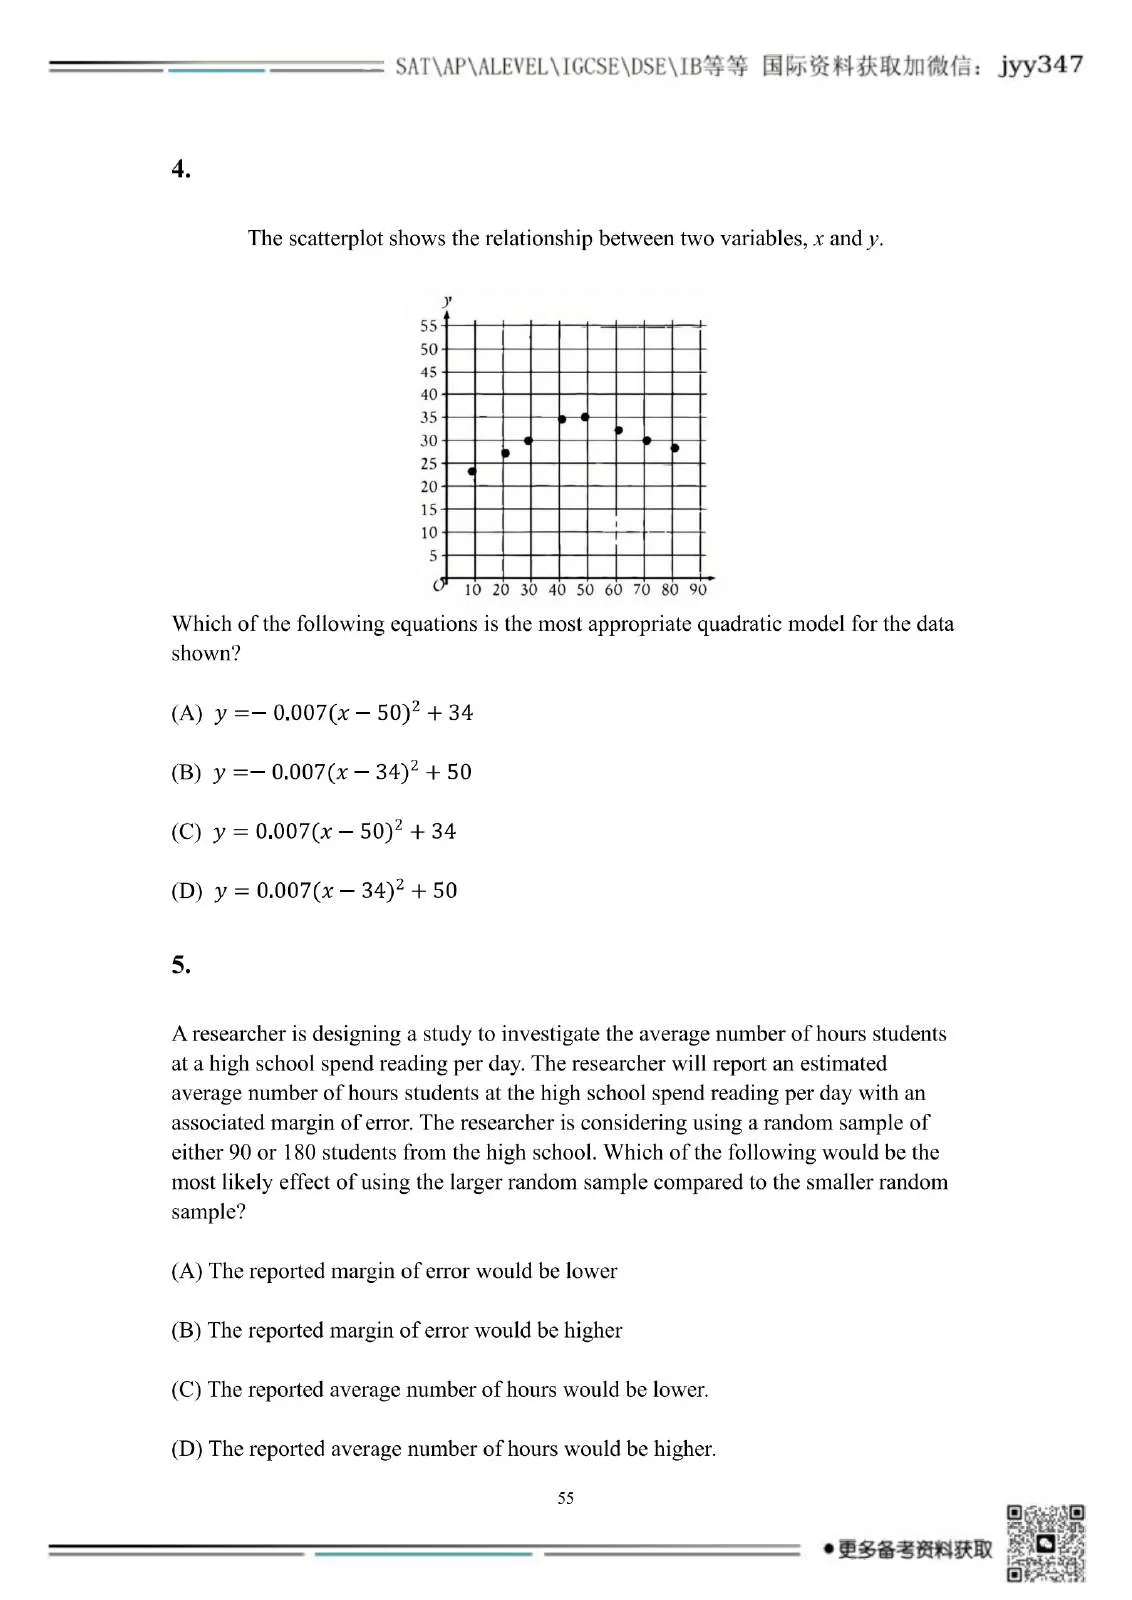 SAT\AP\ALEVEL\IGCSE\DSE\IB等等 国际资料获取加微信: jyy347
4.
The scatterplot shows the relationship between two variables, x and y.
y
55
50
45
40
35
30
25
20
15
10
5
O 10 20 30 40 50 60 70 80 90
Which of the following equations is the most appropriate quadratic model for the data
shown?
(A) y =− 0.007(x − 50)² + 34
(B) y =− 0.007(x − 34)² + 50
(C) y = 0.007(x − 50)² + 34
(D) y = 0.007(x − 34)² + 50
5.
A researcher is designing a study to investigate the average number of hours students
at a high school spend reading per day. The researcher will report an estimated
average number of hours students at the high school spend reading per day with an
associated margin of error. The researcher is considering using a random sample of
either 90 or 180 students from the high school. Which of the following would be the
most likely effect of using the larger random sample compared to the smaller random
sample?
(A) The reported margin of error would be lower
(B) The reported margin of error would be higher
(C) The reported average number of hours would be lower.
(D) The reported average number of hours would be higher.
55
●更多备考资料获取